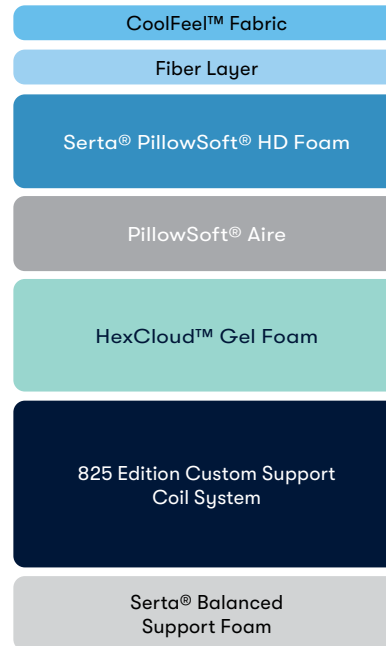 CoolFeel™ Fabric
Fiber Layer
Serta® PillowSoft® HD Foam
PillowSoft® Aire
HexCloud™ Gel Foam
825 Edition Custom Support
Coil System
Serta® Balanced
Support Foam